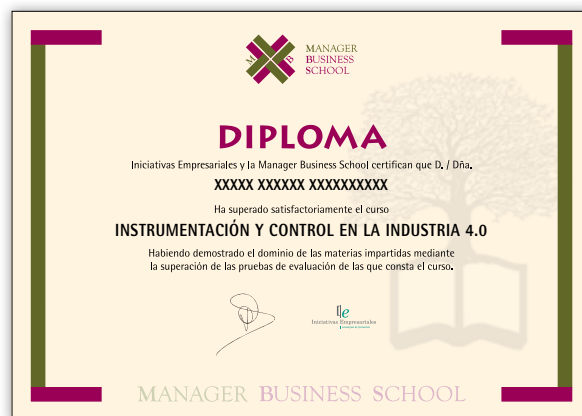 M B
MANAGER
BUSINESS
SCHOOL
DIPLOMA
Iniciativas Empresariales y la Manager Business School certifican que D. / Dña.
XXXXX XXXXXX XXXXXXXXXX
Ha superado satisfactoriamente el curso
INSTRUMENTACIÓN Y CONTROL EN LA INDUSTRIA 4.0
Habiendo demostrado el dominio de las materias impartidas mediante
la superación de las pruebas de evaluación de las que consta el curso.
Iniciativas Empresariales
MANAGER BUSINESS SCHOOL